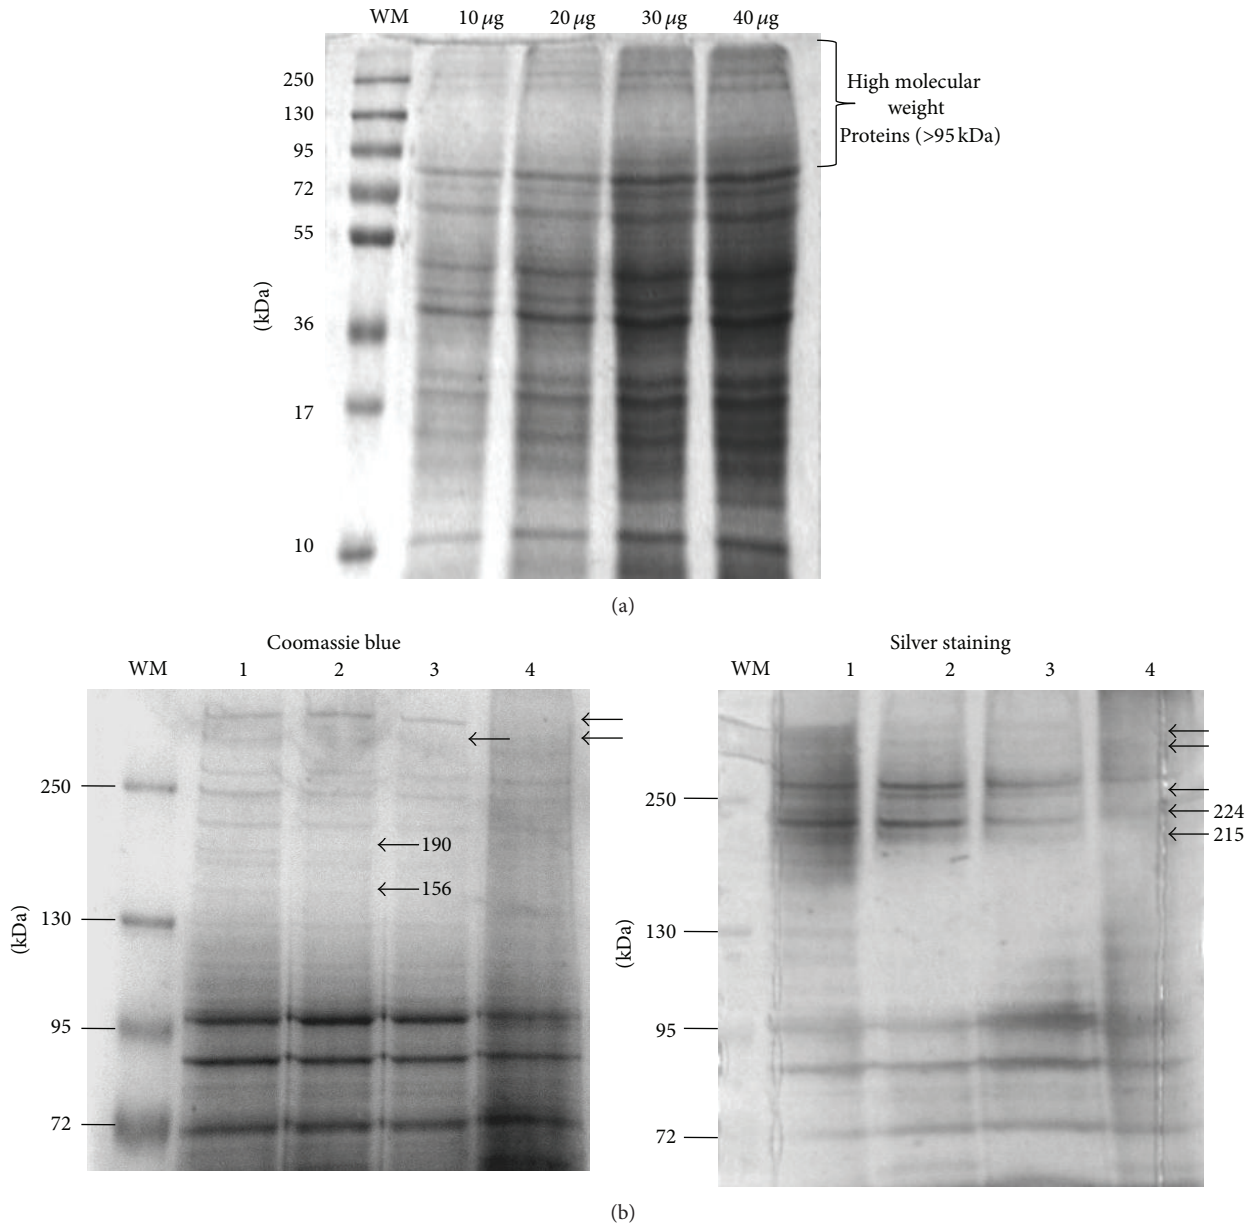 WM 10 μg 20 μg 30 μg 40 μg
250
130
95
72
55
36
17
10
(kDa)
High molecular
weight
Proteins (>95 kDa)
(a)
Coomassie blue
WM 1 2 3 4
250
130
95
72
(kDa)
190
156
Silver staining
WM 1 2 3 4
250
130
95
72
(kDa)
224
215
(b)